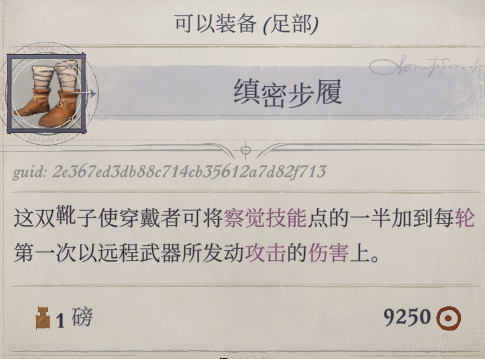 可以装备 (足部)
缜密步履
guid: 2e367ed3db88c714cb35612a7d82f713
这双靴子使穿戴者可将察觉技能点的一半加到每轮
第一次以远程武器所发动攻击的伤害上。
1 磅
9250